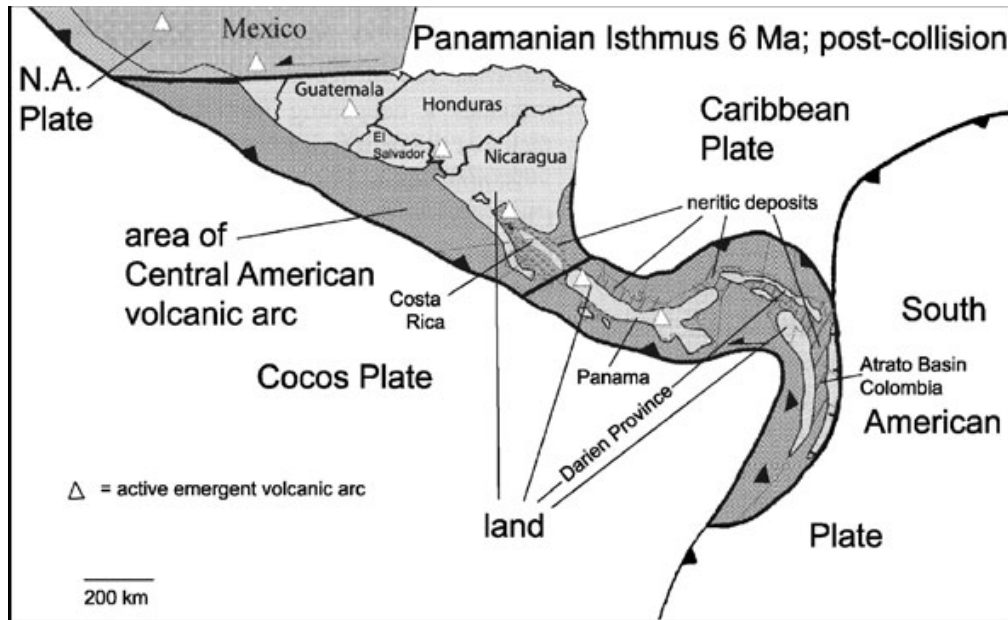 Mexico
Panamanian Isthmus 6 Ma; post-collision
N.A.
Plate
Guatemala
Honduras
El
Salvador
Nicaragua
Caribbean
Plate
neritic deposits
area of
Central American
volcanic arc
Costa
Rica
Cocos Plate
Panama
South
Atrato Basin
Colombia
American
Darien Province
△ = active emergent volcanic arc
land
Plate
200 km